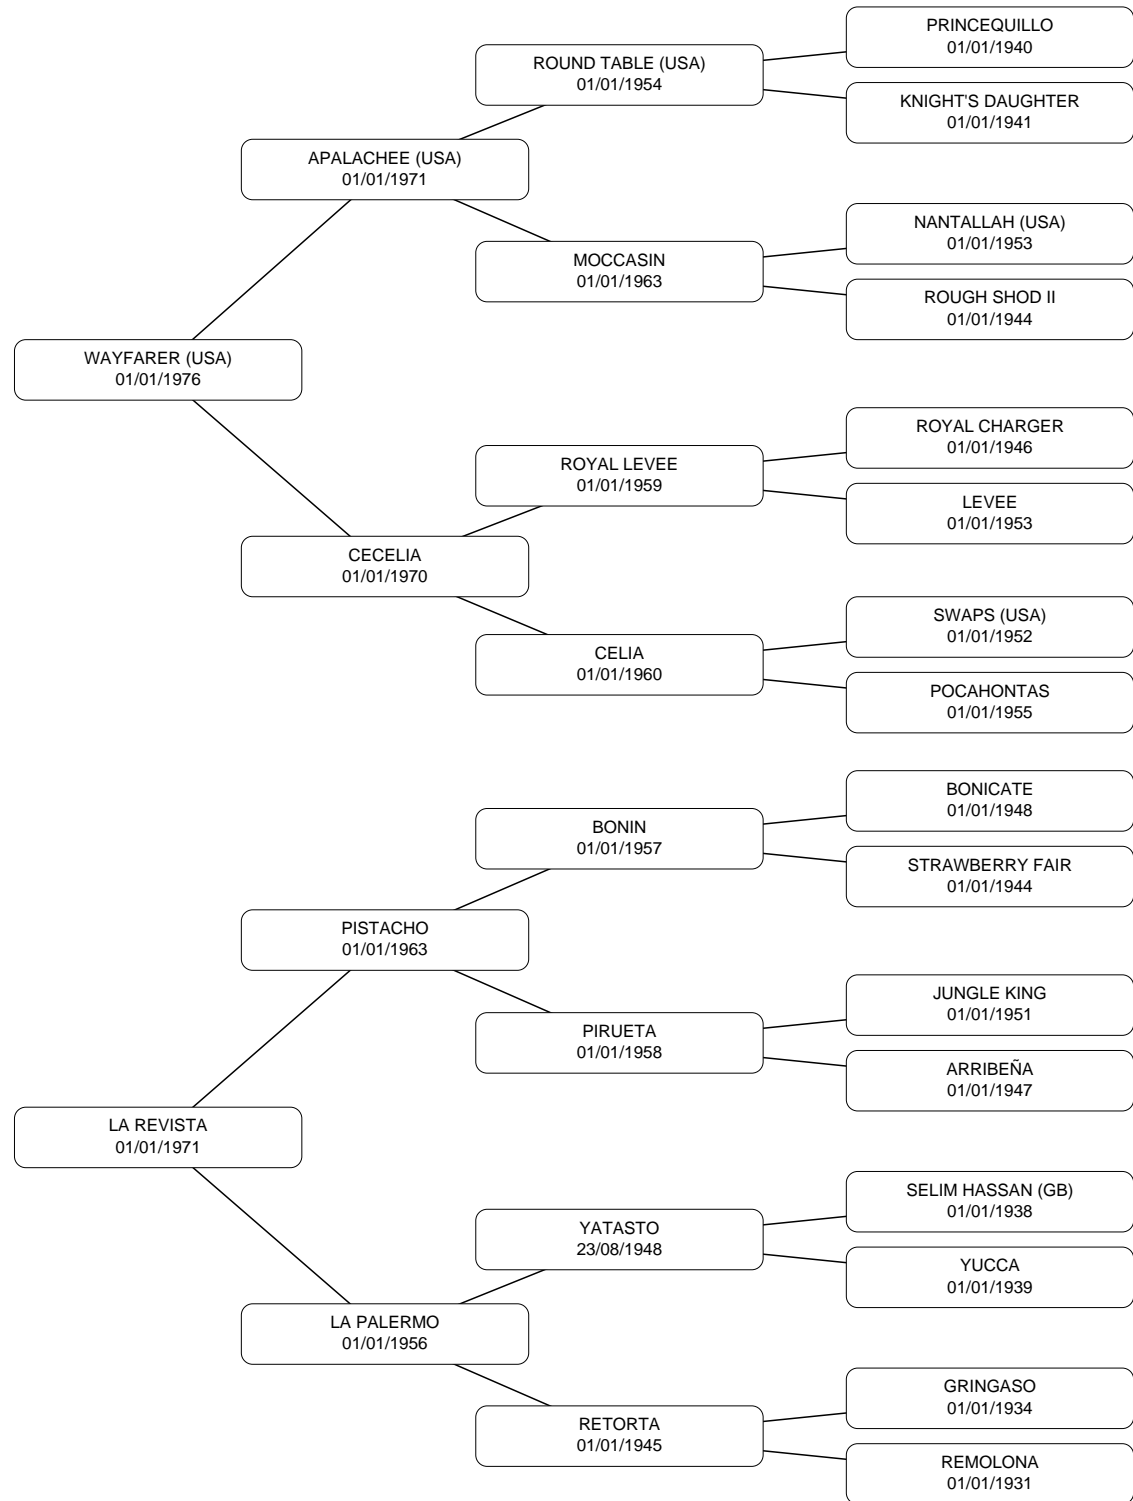 PRINCEQUILLO
01/01/1940
ROUND TABLE (USA)
01/01/1954
KNIGHT'S DAUGHTER
01/01/1941
APALACHEE (USA)
01/01/1971
NANTALLAH (USA)
01/01/1953
MOCCASIN
01/01/1963
ROUGH SHOD II
01/01/1944
WAYFARER (USA)
01/01/1976
ROYAL CHARGER
01/01/1946
ROYAL LEVEE
01/01/1959
LEVEE
01/01/1953
CECELIA
01/01/1970
SWAPS (USA)
01/01/1952
CELIA
01/01/1960
POCAHONTAS
01/01/1955
BONICATE
01/01/1948
BONIN
01/01/1957
STRAWBERRY FAIR
01/01/1944
PISTACHO
01/01/1963
JUNGLE KING
01/01/1951
PIRUETA
01/01/1958
ARRIBEÑA
01/01/1947
LA REVISTA
01/01/1971
SELIM HASSAN (GB)
01/01/1938
YATASTO
23/08/1948
YUCCA
01/01/1939
LA PALERMO
01/01/1956
GRINGASO
01/01/1934
RETORTA
01/01/1945
REMOLONA
01/01/1931